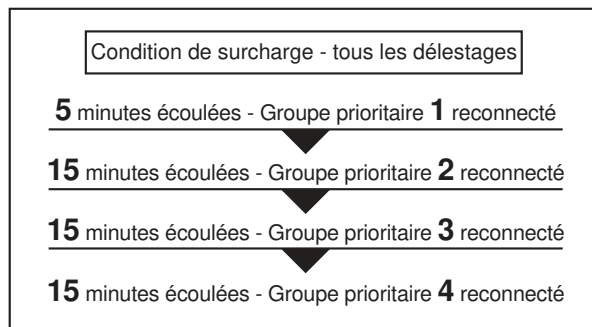 Condition de surcharge - tous les délestages
5 minutes écoulées - Groupe prioritaire 1 reconnecté
15 minutes écoulées - Groupe prioritaire 2 reconnecté
15 minutes écoulées - Groupe prioritaire 3 reconnecté
15 minutes écoulées - Groupe prioritaire 4 reconnecté